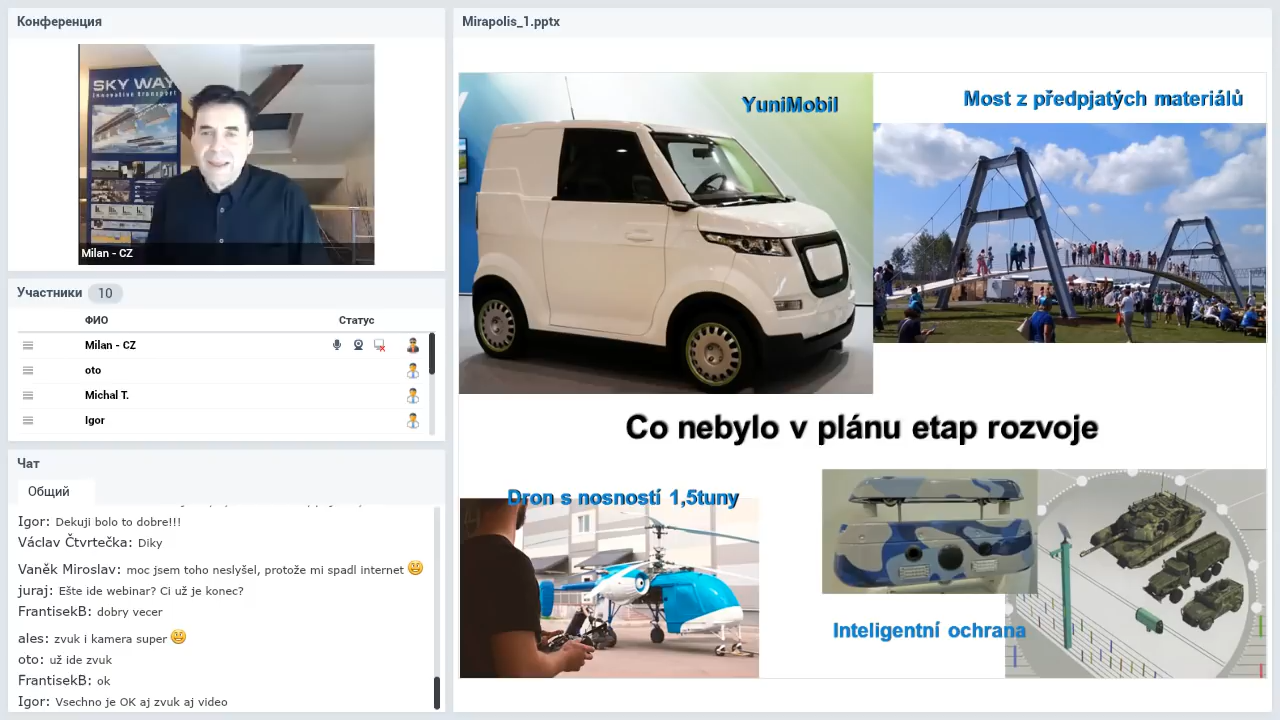 Конференция
SKY WAY
Innovative transport
Milan - CZ
Участники 10
ФИО Статус
Milan - CZ
oto
Michal T.
Igor
Чат
Общий
Igor: Dekuji bolo to dobre!!!
Václav Čtvrtečka: Diky
Vaněk Miroslav: moc jsem toho neslyšel, protože mi spadl internet
juraj: Ešte ide webinar? Ci už je konec?
FrantisekB: dobry vecer
ales: zvuk i kamera super
oto: už ide zvuk
FrantisekB: ok
Igor: Vsechno je OK aj zvuk aj video
Mirapolis_1.pptx
YuniMobil
Most z předpjatých materiálů
Co nebylo v plánu etap rozvoje
Dron s nosností 1,5tuny
Inteligentní ochrana